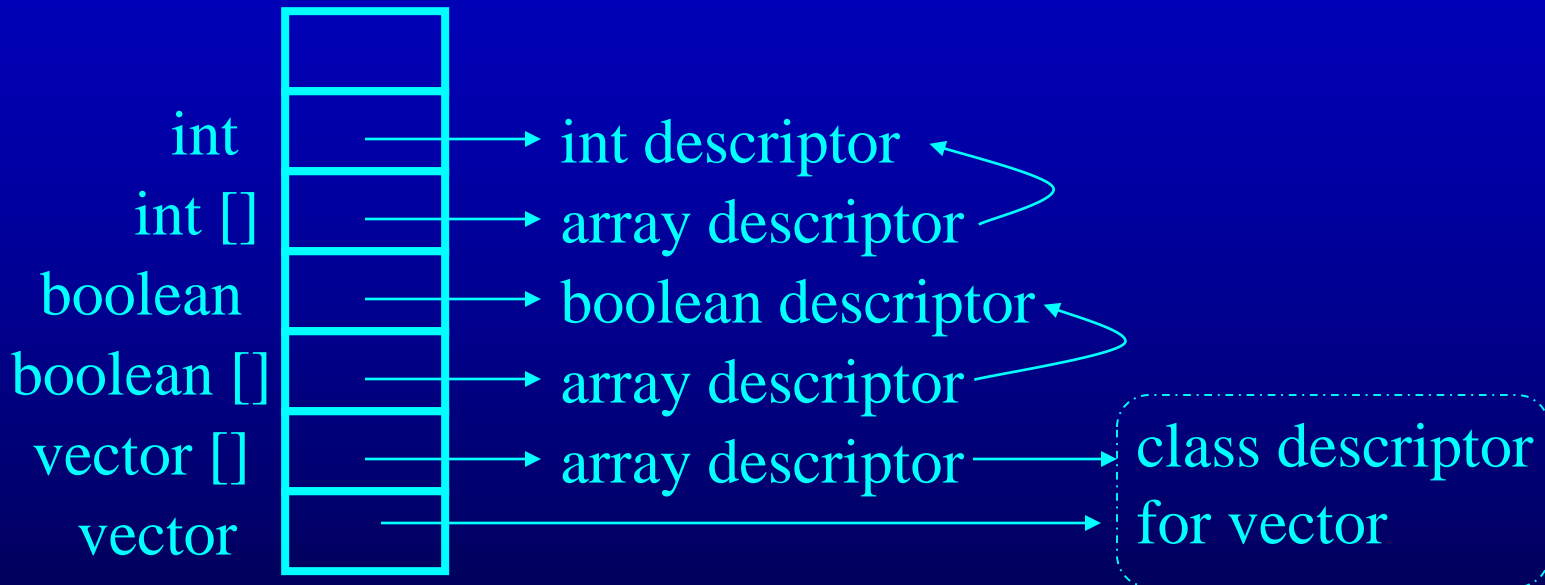 int
int descriptor
int []
array descriptor
boolean
boolean descriptor
boolean []
array descriptor
vector []
array descriptor
class descriptor
for vector
vector